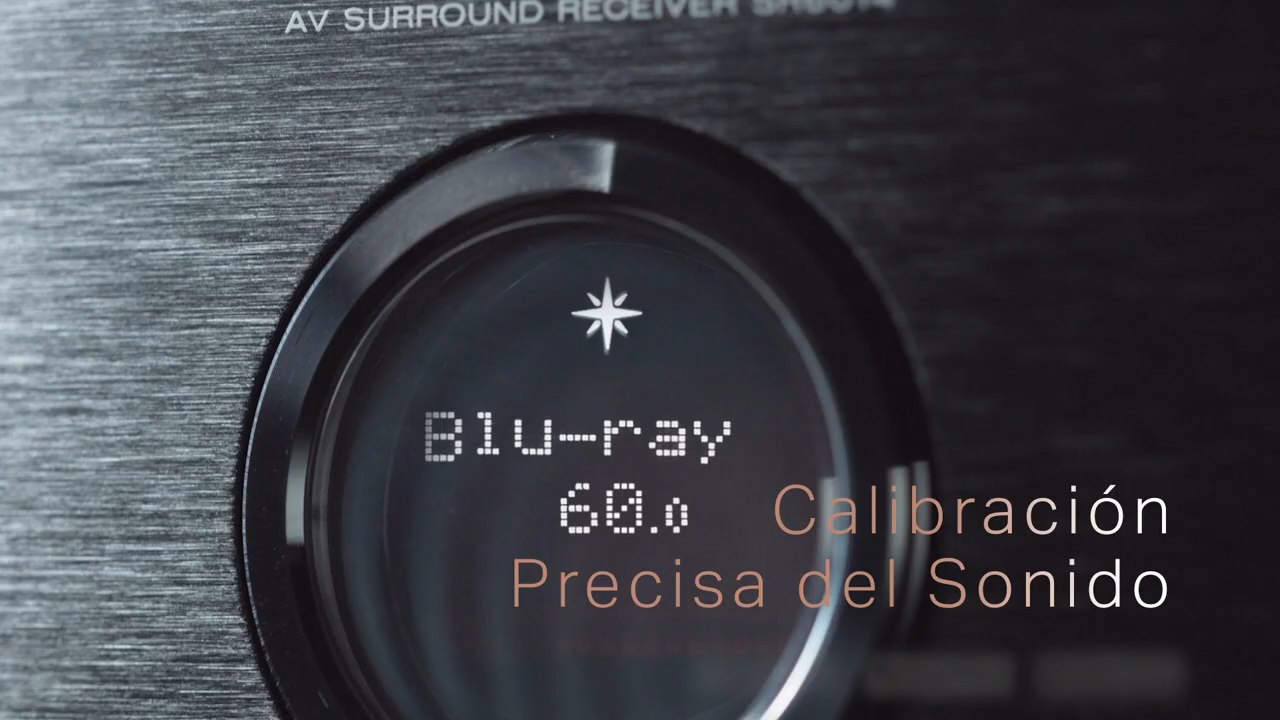 AV SURROUND RECEIVER
Blu-ray
60.0
Calibración
Precisa del Sonido